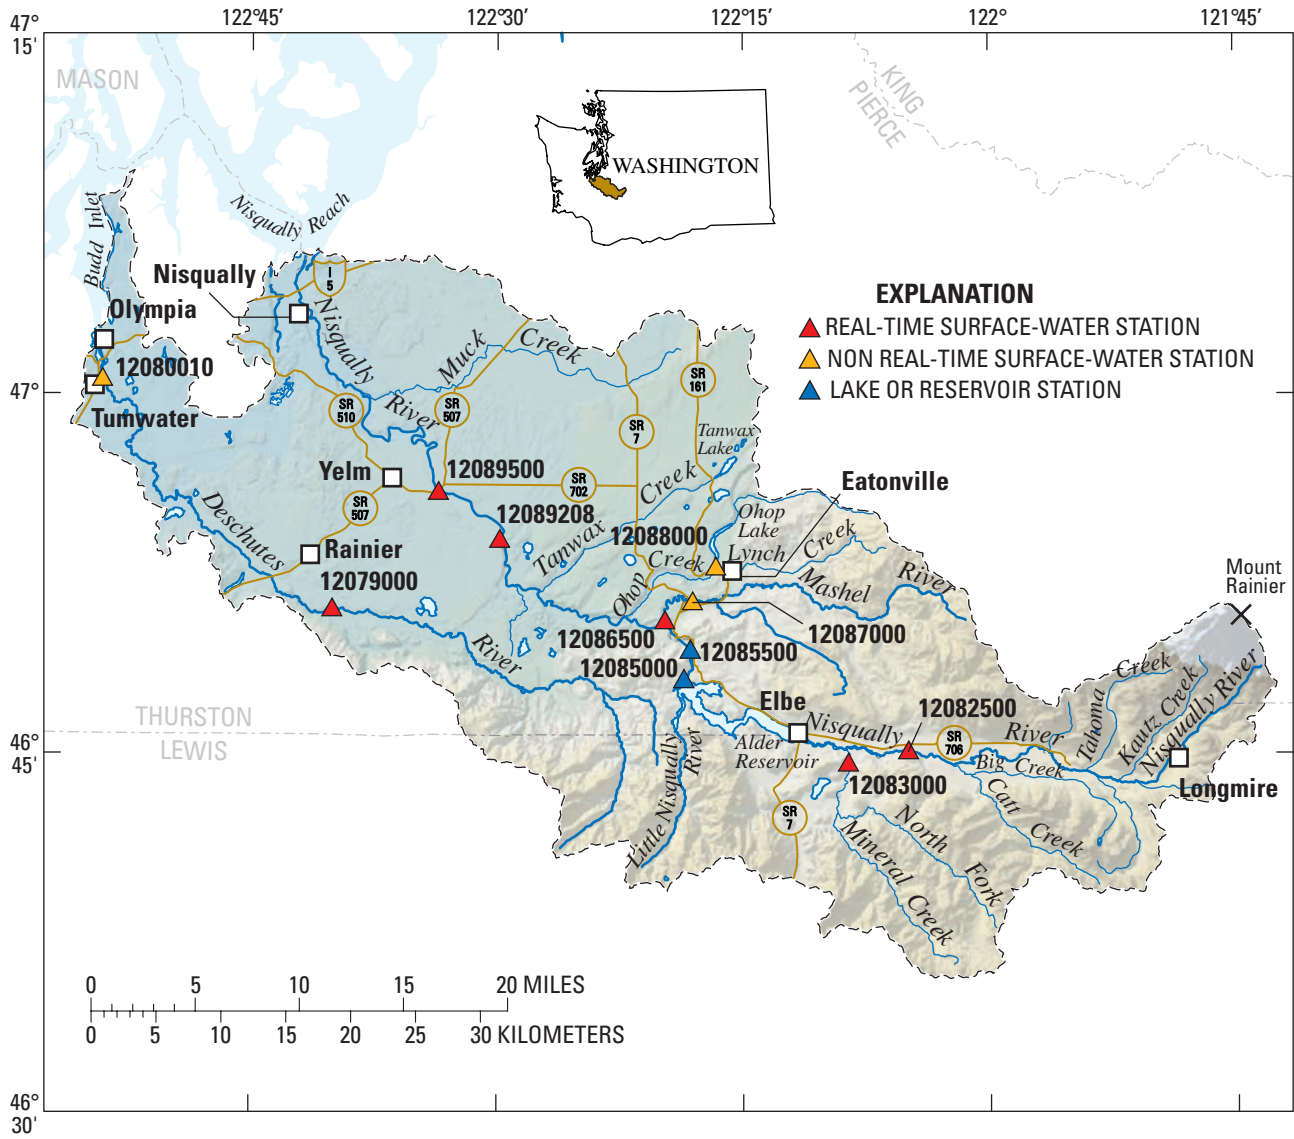 122°45'
122°30'
122°15'
122°
121°45'
47°
15'
MASON
KING
PIERCE
WASHINGTON
Budd Inlet
Nisqually Reach
Nisqually
I
5
Olympia
Nisqually
River
Muck
Creek
EXPLANATION
REAL-TIME SURFACE-WATER STATION
NON REAL-TIME SURFACE-WATER STATION
LAKE OR RESERVOIR STATION
12080010
47°
Tumwater
SR
510
SR
507
SR
7
SR
161
Tanwax
Lake
Yelm
12089500
SR
702
Creek
Tanwax
Eatonville
SR
507
12089208
12088000
Ohop
Lake
Lynch
Creek
Deschutes
River
Rainier
12079000
Ohop
Creek
Mashel
River
Mount
Rainier
12086500
12087000
12085500
12085000
Elbe
THURSTON
LEWIS
Nisqually
River
12082500
SR
706
Tahoma
Creek
Kautz Creek
Nisqually River
46°
45'
Alder
Reservoir
Big Creek
Longmire
Little Nisqually
River
12083000
SR
7
Catt
Creek
North
Fork
Mineral
Creek
0 5 10 15 20 MILES
0 5 10 15 20 25 30 KILOMETERS
46°
30'